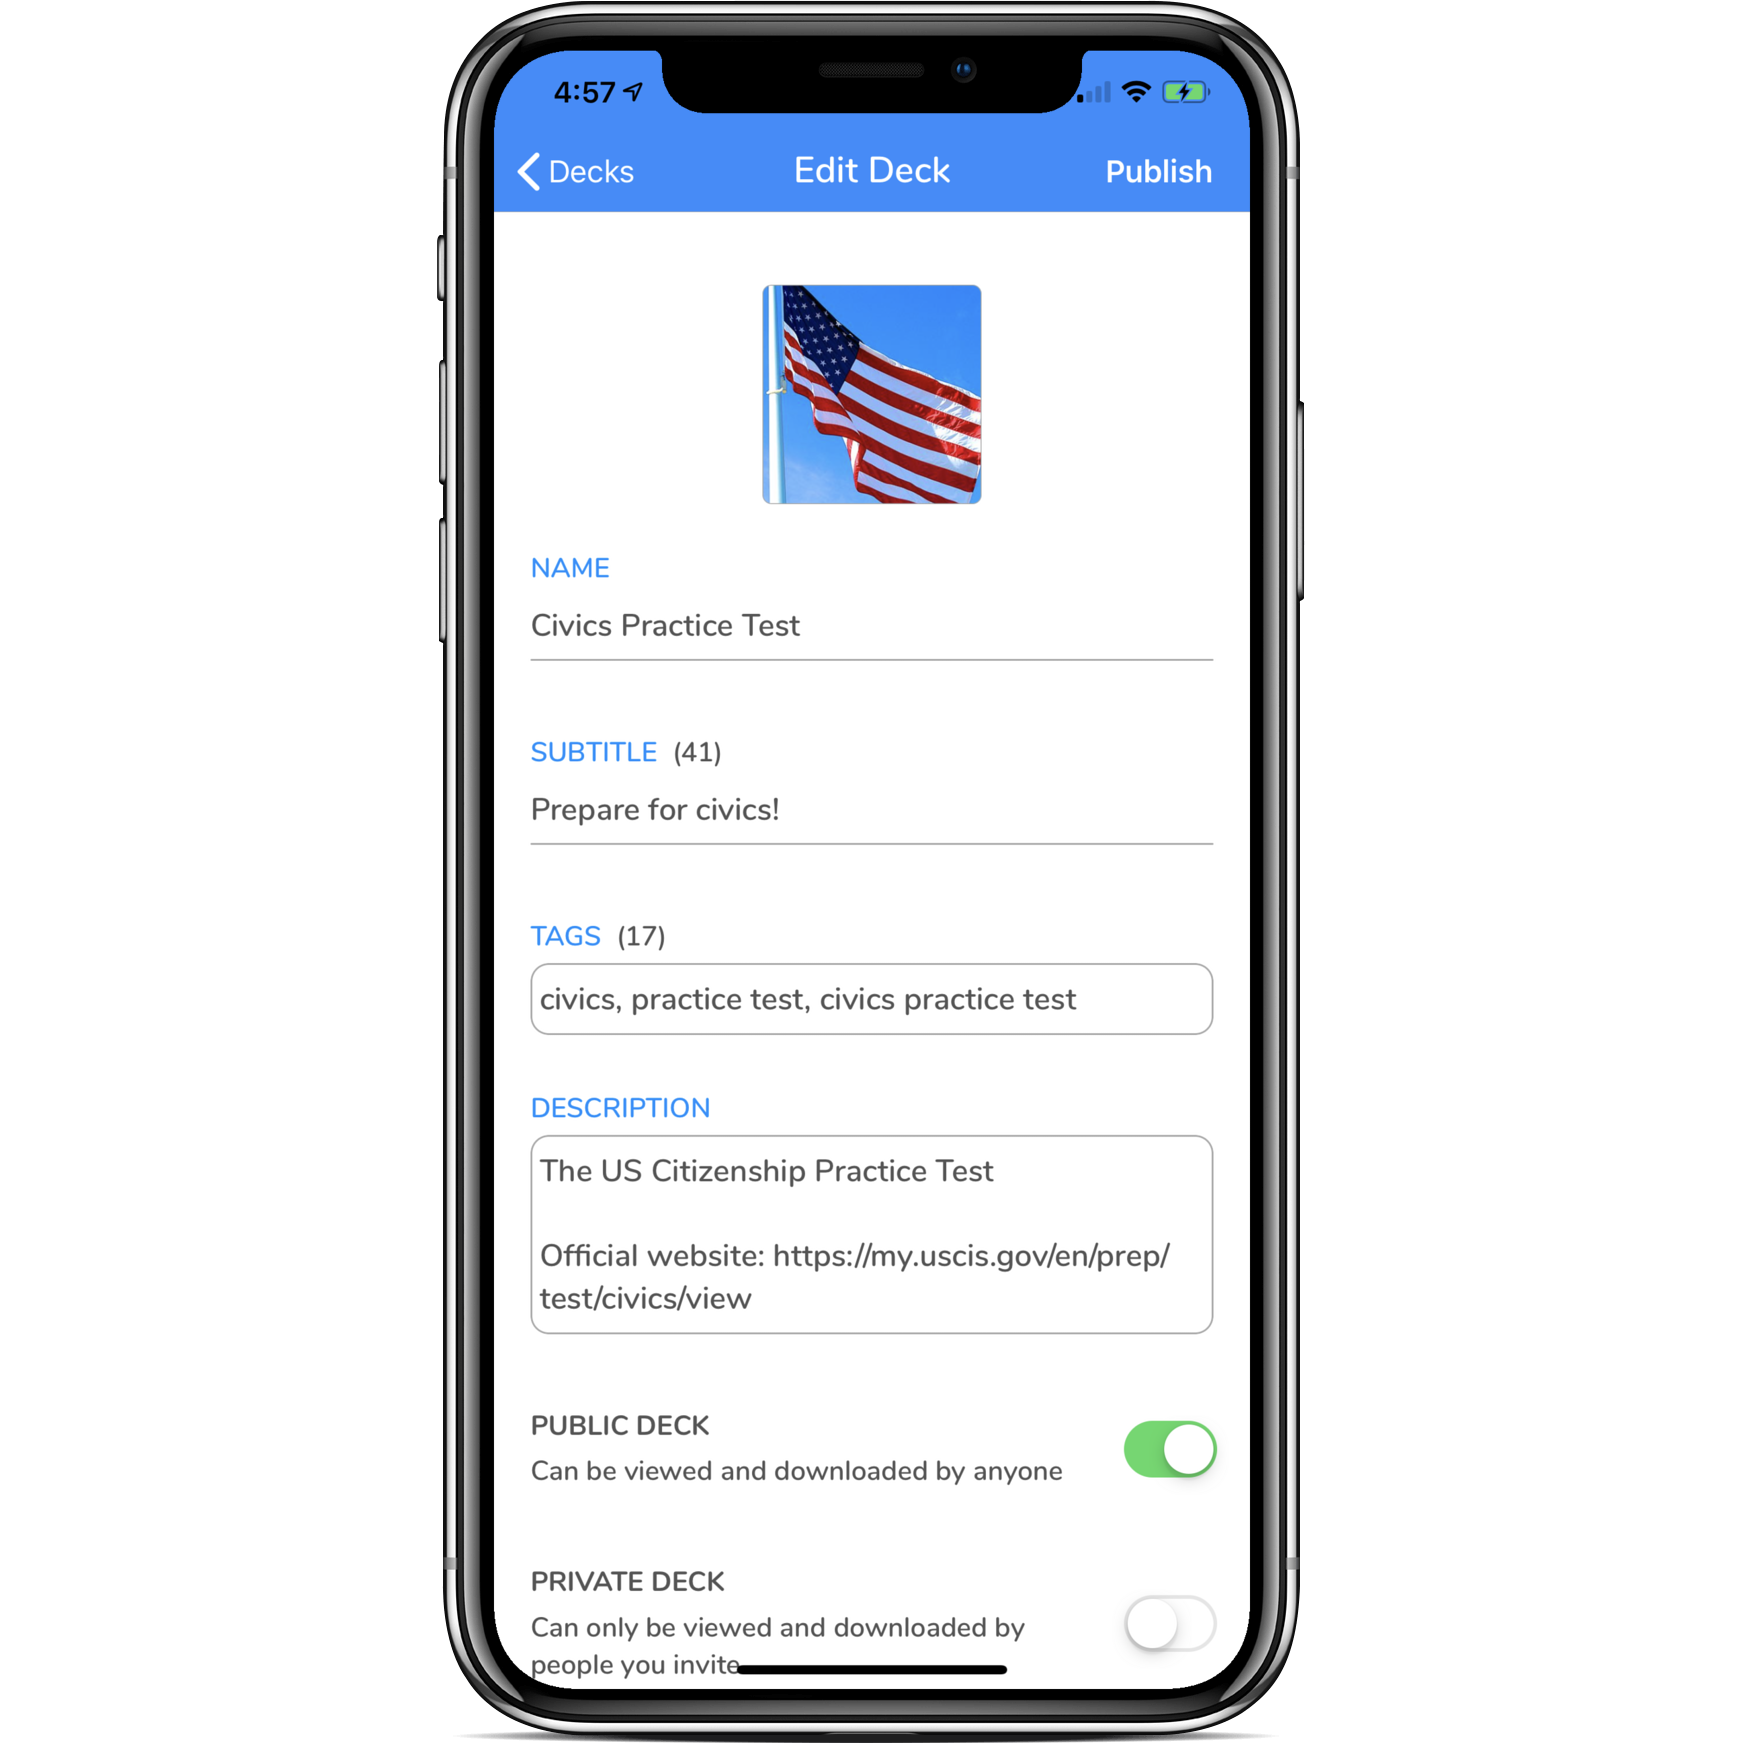 4:57
Decks
Edit Deck
Publish
NAME
Civics Practice Test
SUBTITLE (41)
Prepare for civics!
TAGS (17)
civics, practice test, civics practice test
DESCRIPTION
The US Citizenship Practice Test
Official website: https://my.uscis.gov/en/prep/
test/civics/view
PUBLIC DECK
Can be viewed and downloaded by anyone
PRIVATE DECK
Can only be viewed and downloaded by
people you invite